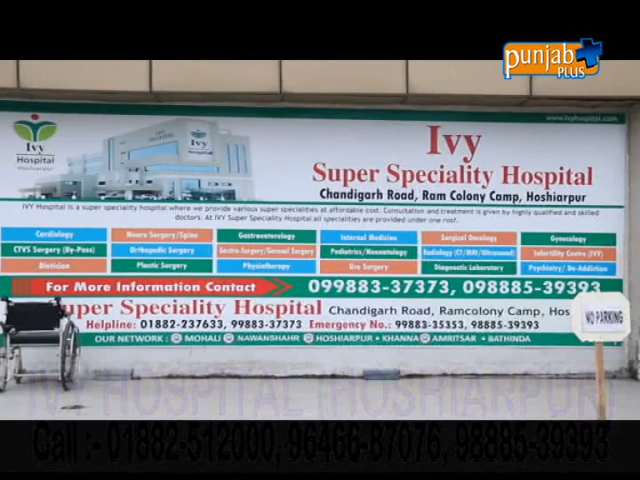 punjab
PLUS
www.ivyhospital.com
Ivy
Hospital
Hoshiarpur
Ivy
Ivy
Super Speciality Hospital
Chandigarh Road, Ram Colony Camp, Hoshiarpur
IVY Hospital is a super speciality hospital where we provide various super specialities at affordable cost. Consultation and treatment is given by highly qualified and skilled
doctors. At IVY Super Speciality Hospital all specialities are provided under one roof.
Cardiology Neuro Surgery/Spine Gastroenterology Internal Medicine Surgical Oncology Gynecology
CTVS Surgery (By-Pass) Orthopedic Surgery Gastro-Surgery/General Surgery Pediatrics/Neonatology Radiology (CT/MRI/Ultrasound) Infertility Centre (IVF)
Dietician Plastic Surgery Physiotherapy Uro Surgery Diagnostic Laboratory Psychiatry/ De-Addiction
For More Information Contact 099883-37373, 098885-39393
Super Speciality Hospital Chandigarh Road, Ramcolony Camp, Hos
Helpline: 01882-237633, 99883-37373 Emergency No.: 99883-35353, 98885-39393
OUR NETWORK : MOHALI NAWANSHAHR HOSHIARPUR KHANNA AMRITSAR BATHINDA
NO PARKING
IVY HOSPITAL (HOSHIARPUR)
Call :- 01882-512000, 96466-87076, 98885-39393